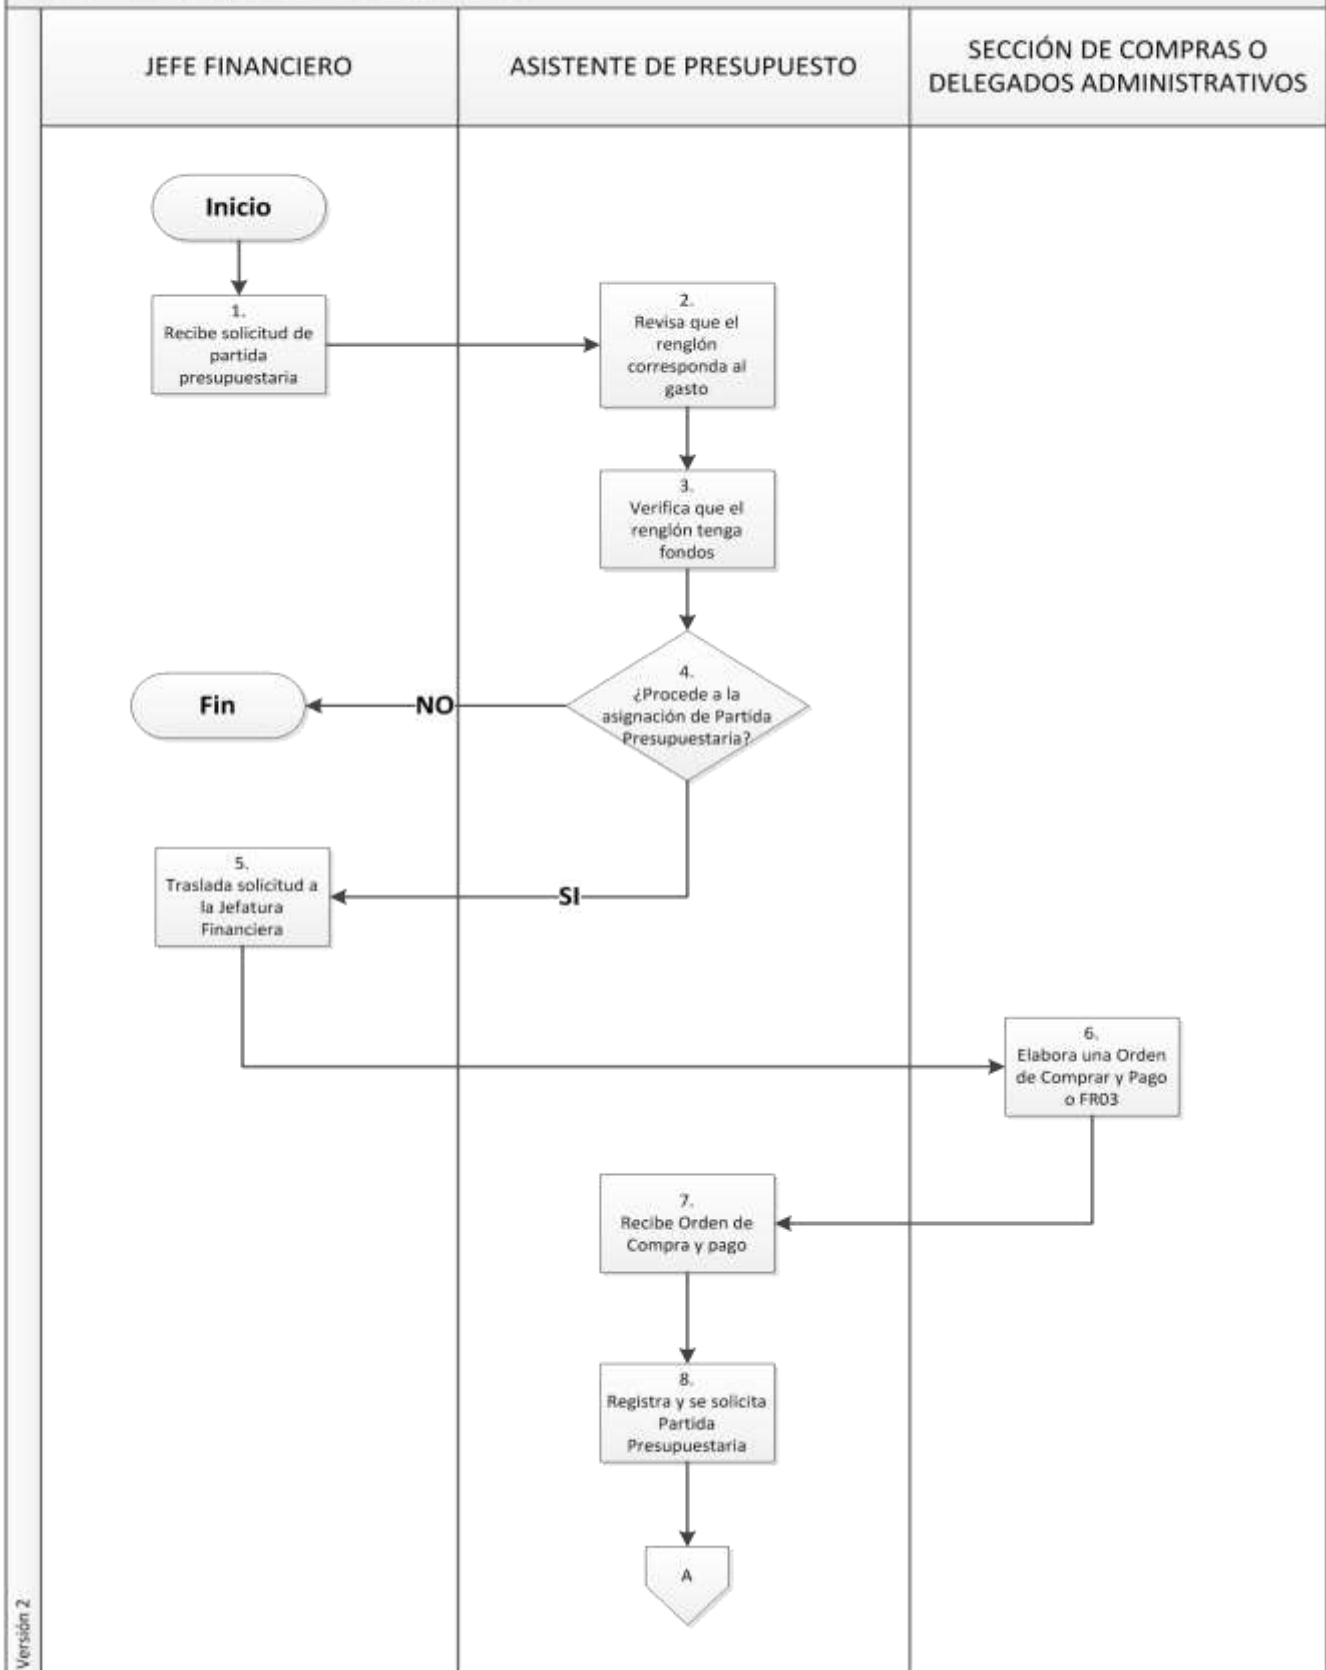 JEFE FINANCIERO
ASISTENTE DE PRESUPUESTO
SECCIÓN DE COMPRAS O
DELEGADOS ADMINISTRATIVOS
Inicio
1.
Recibe solicitud de
partida
presupuestaria
2.
Revisa que el
renglón
corresponda al
gasto
3.
Verifica que el
renglón tenga
fondos
4.
¿Procede a la
asignación de Partida
Presupuestaria?
NO
Fin
SI
5.
Traslada solicitud a
la Jefatura
Financiera
6.
Elabora una Orden
de Comprar y Pago
o FR03
7.
Recibe Orden de
Compra y pago
8.
Registra y se solicita
Partida
Presupuestaria
A
Versión 2